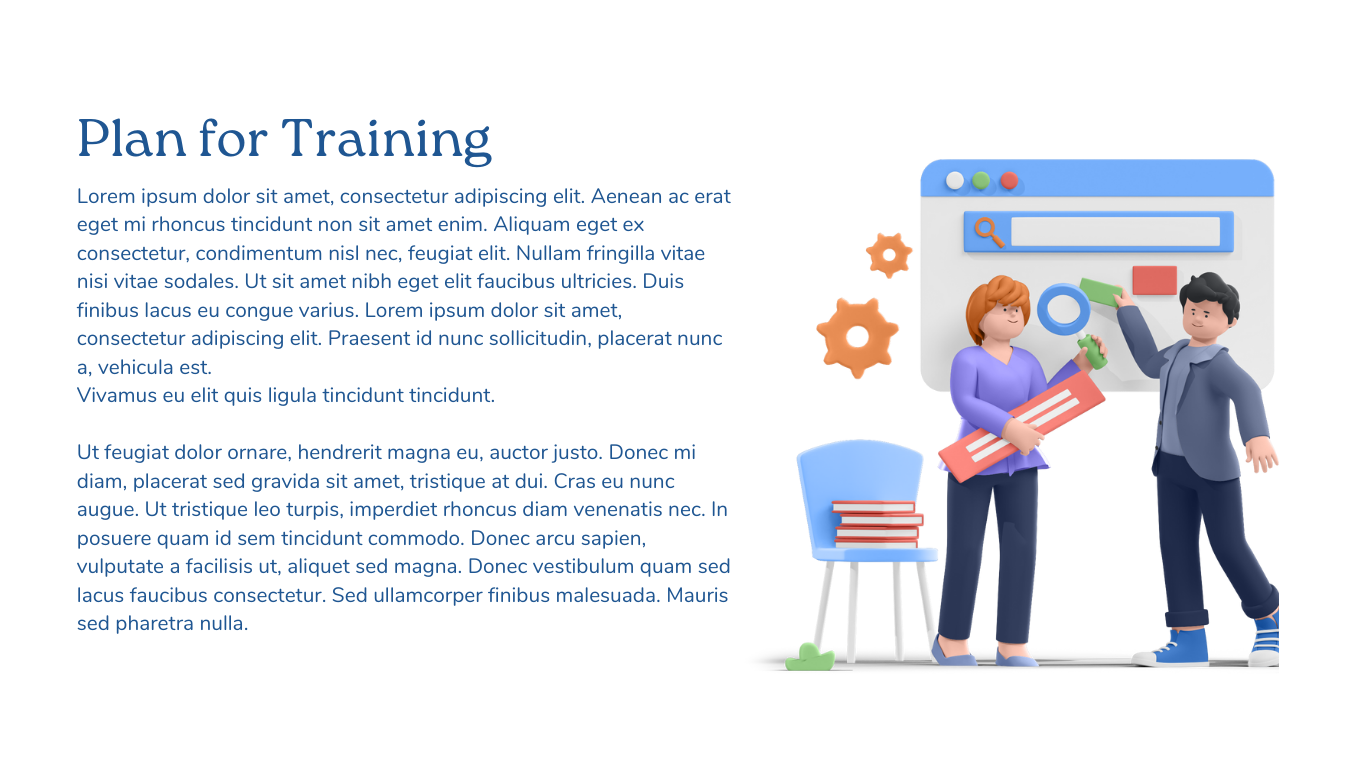 Plan for Training
Lorem ipsum dolor sit amet, consectetur adipiscing elit. Aenean ac erat
eget mi rhoncus tincidunt non sit amet enim. Aliquam eget ex
consectetur, condimentum nisl nec, feugiat elit. Nullam fringilla vitae
nisi vitae sodales. Ut sit amet nibh eget elit faucibus ultricies. Duis
finibus lacus eu congue varius. Lorem ipsum dolor sit amet,
consectetur adipiscing elit. Praesent id nunc sollicitudin, placerat nunc
a, vehicula est.
Vivamus eu elit quis ligula tincidunt tincidunt.
Ut feugiat dolor ornare, hendrerit magna eu, auctor justo. Donec mi
diam, placerat sed gravida sit amet, tristique at dui. Cras eu nunc
augue. Ut tristique leo turpis, imperdiet rhoncus diam venenatis nec. In
posuere quam id sem tincidunt commodo. Donec arcu sapien,
vulputate a facilisis ut, aliquet sed magna. Donec vestibulum quam sed
lacus faucibus consectetur. Sed ullamcorper finibus malesuada. Mauris
sed pharetra nulla.